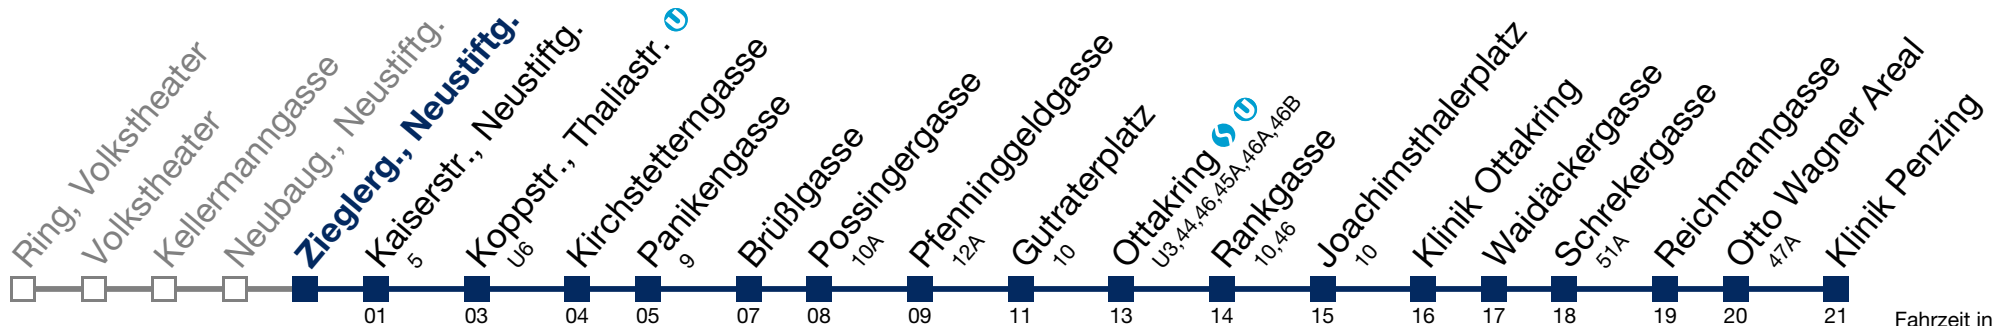 Ring, Volkstheater
Volkstheater
Kellermanngasse
Neubaug., Neustiftg.
Zieglerg., Neustiftg.
Kaiserstr., Neustiftg.
5
Koppstr., Thaliastr. U
U6
Kirchstetterngasse
Panikengasse
9
Brüßlgasse
Possingergasse
10A
Pfenninggeldgasse
12A
Gutraterplatz
10
Ottakring S U
U3,44,46,45A,46A,46B
Rankgasse
10,46
Joachimsthalerplatz
10
Klinik Ottakring
Waidäckergasse
Schrekergasse
51A
Reichmanngasse
Otto Wagner Areal
47A
Klinik Penzing
01 03 04 05 07 08 09 11 13 14 15 16 17 18 19 20 21 Fahrzeit in